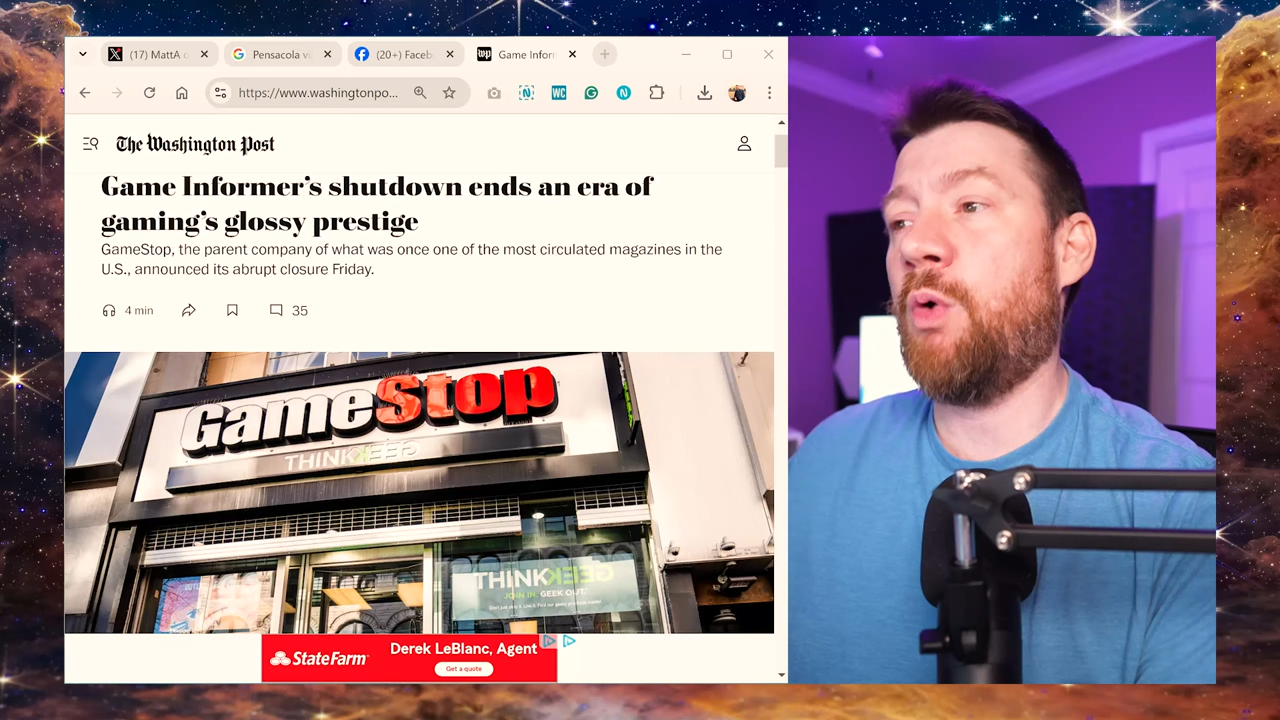 (17) MattA
Pensacola
(20+) Faceb
wp
Game Infor
https://www.washingtonpo...
WC
The Washington Post
Game Informer's shutdown ends an era of
gaming's glossy prestige
GameStop, the parent company of what was once one of the most circulated magazines in the
U.S., announced its abrupt closure Friday.
4 min
35
GameStop
THINKGEEK
THINKGEEK
JOIN IN. GEEK OUT.
StateFarm
Derek LeBlanc, Agent
Get a quote